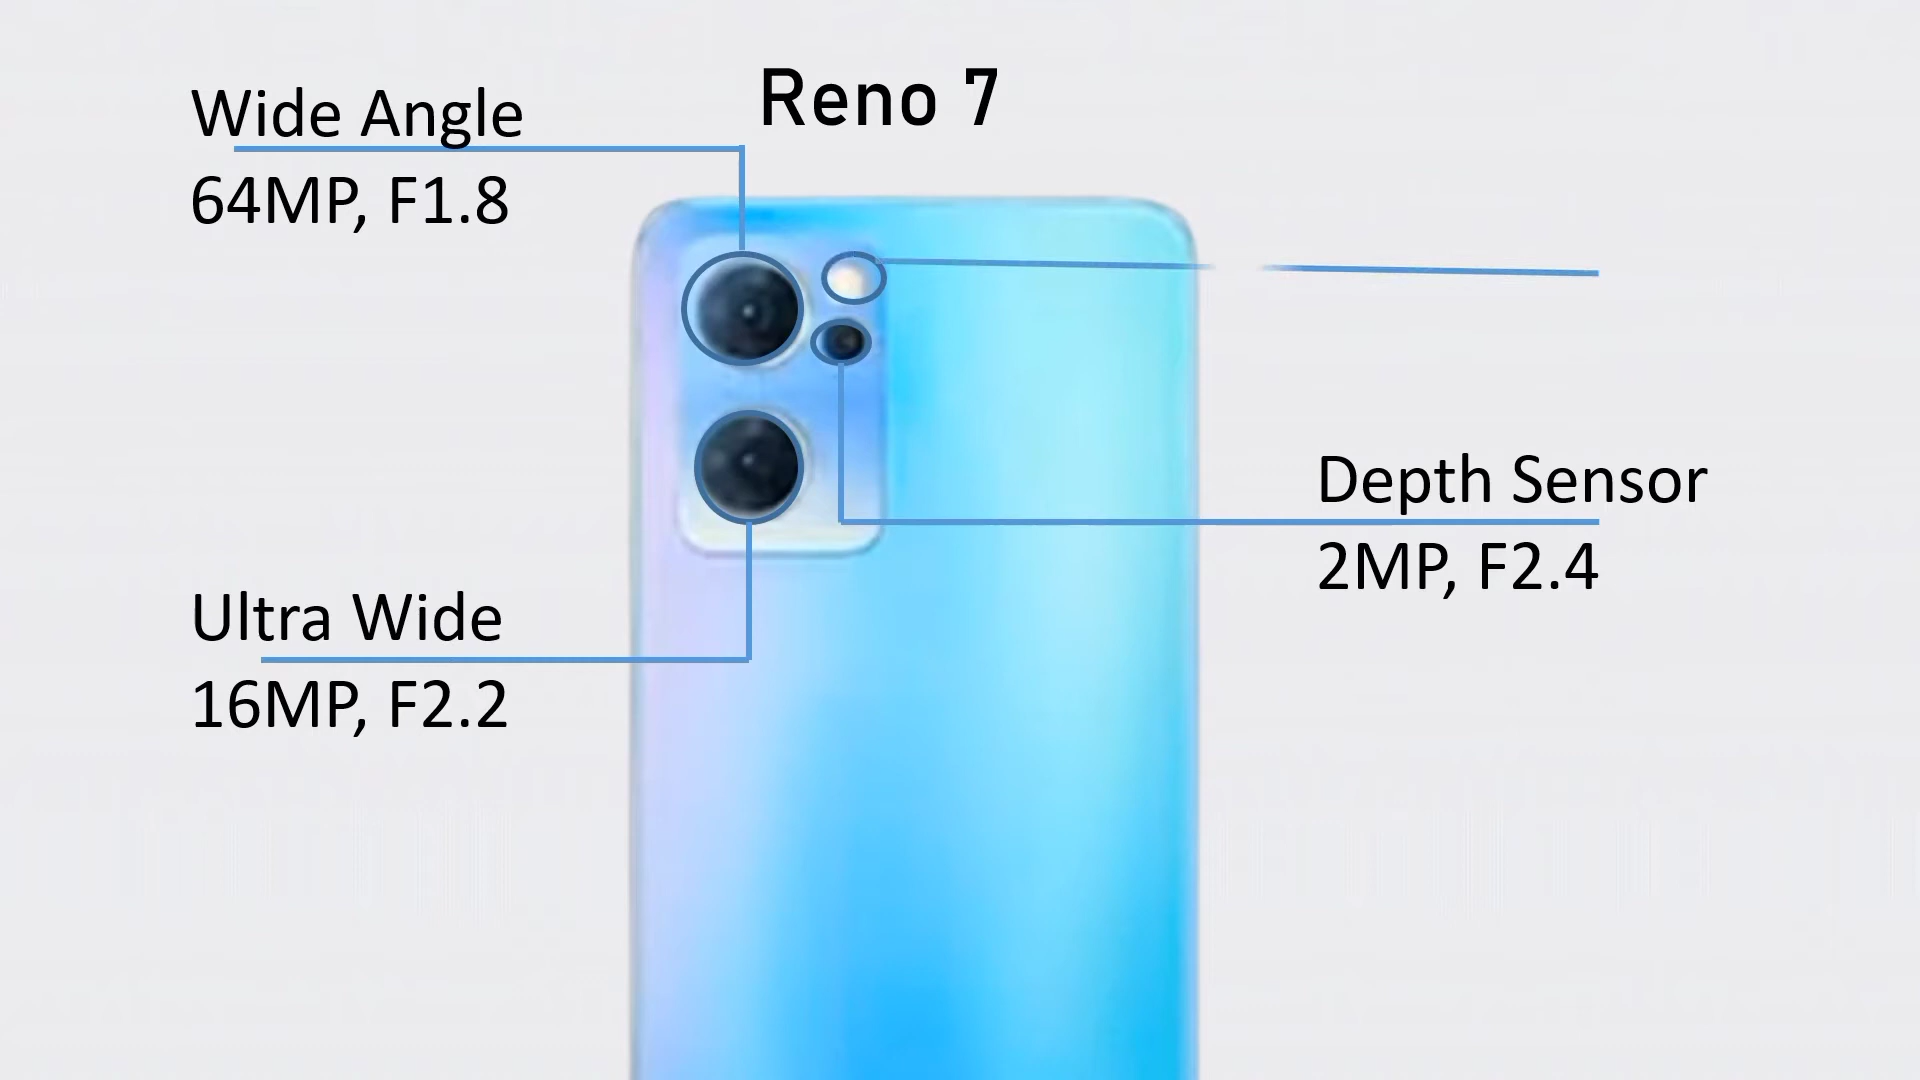 Reno 7
Wide Angle
64MP, F1.8
Depth Sensor
2MP, F2.4
Ultra Wide
16MP, F2.2